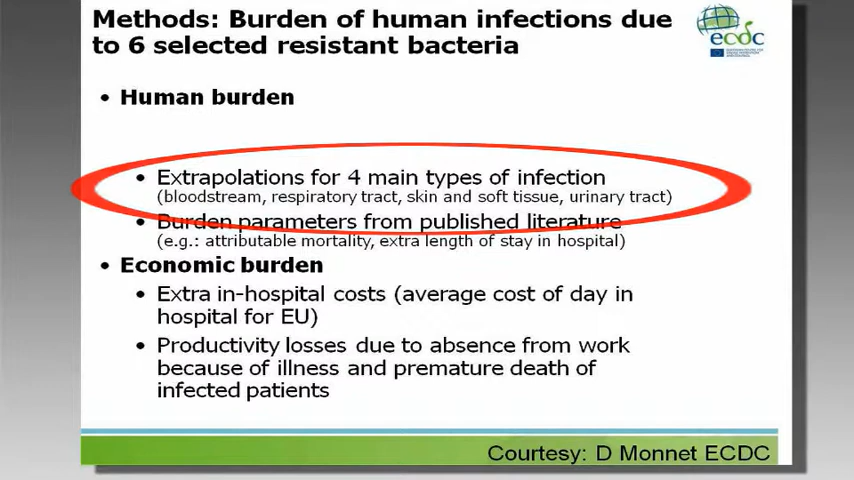 Methods: Burden of human infections due
to 6 selected resistant bacteria
ecdc
• Human burden
• Extrapolations for 4 main types of infection
(bloodstream, respiratory tract, skin and soft tissue, urinary tract)
• Burden parameters from published literature
(e.g.: attributable mortality, extra length of stay in hospital)
• Economic burden
• Extra in-hospital costs (average cost of day in
hospital for EU)
• Productivity losses due to absence from work
because of illness and premature death of
infected patients
Courtesy: D Monnet ECDC